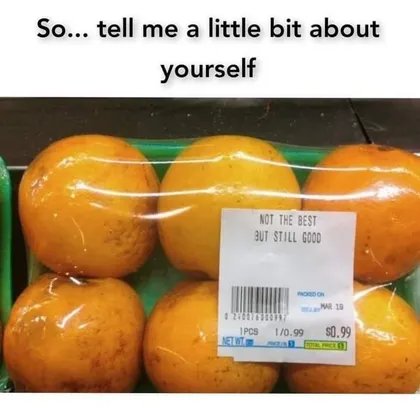 So... tell me a little bit about
yourself
NOT THE BEST
BUT STILL GOOD
PACKED ON
MAR 19
1PCS 1/0.99 $0.99
NET WT.
TOTAL PRICE